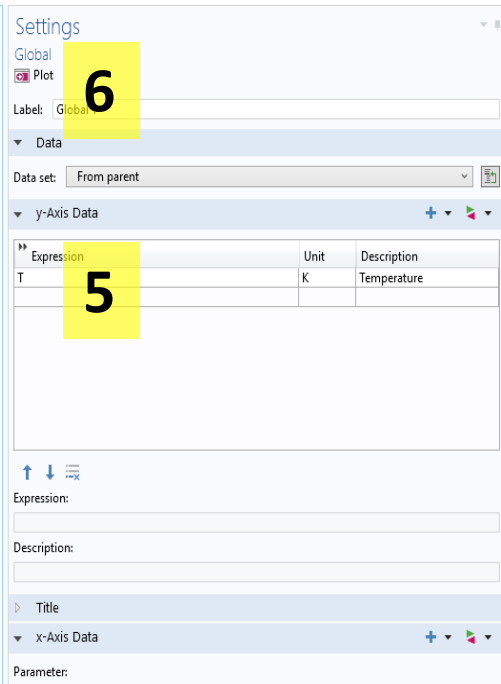 Settings
Global
Plot
6
Label: Global 1
Data
Data set: From parent
y-Axis Data
Expression Unit Description
T K Temperature
5
Expression:
Description:
Title
x-Axis Data
Parameter: